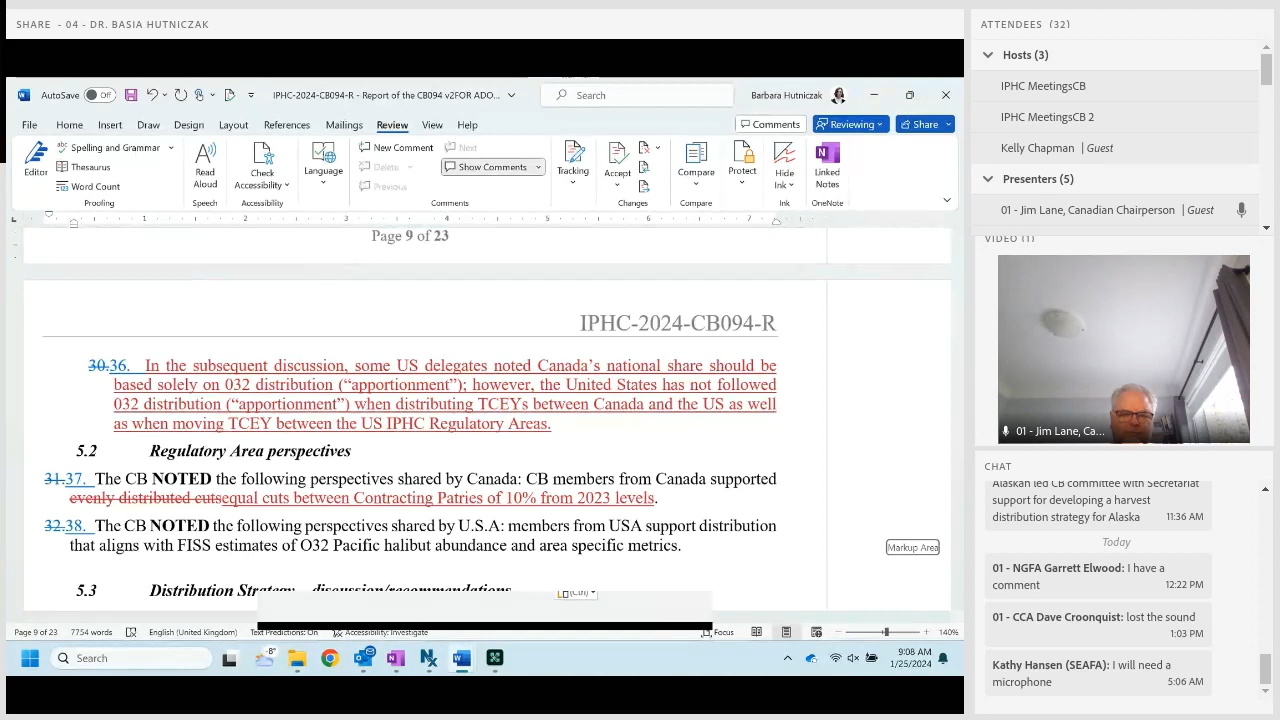 SHARE - 04 - DR. BASIA HUTNICZAK
AutoSave Off IPHC-2024-CB094-R - Report of the CB094 v2FOR ADO... Search Barbara Hutniczak
File Home Insert Draw Design Layout References Mailings Review View Help Comments Reviewing Share
Editor
Spelling and Grammar
Thesaurus
Word Count
Proofing
Read Aloud
Speech
Check Accessibility
Accessibility
Language
New Comment
Delete
Previous
Next
Show Comments
Comments
Tracking
Accept
Changes
Compare
Compare
Protect
Hide Ink
Ink
Linked Notes
OneNote
1 2 3 4 5 6 7
Page 9 of 23
IPHC-2024-CB094-R
30.36. In the subsequent discussion, some US delegates noted Canada's national share should be
based solely on 032 distribution ("apportionment"); however, the United States has not followed
032 distribution ("apportionment") when distributing TCEYs between Canada and the US as well
as when moving TCEY between the US IPHC Regulatory Areas.
5.2 Regulatory Area perspectives
31.37. The CB NOTED the following perspectives shared by Canada: CB members from Canada supported
evenly distributed cutsequal cuts between Contracting Patries of 10% from 2023 levels.
32.38. The CB NOTED the following perspectives shared by U.S.A: members from USA support distribution
that aligns with FISS estimates of O32 Pacific halibut abundance and area specific metrics.
Markup Area
5.3 Distribution Strategy discussion/recommendations
(Ctrl)
Page 9 of 23 7754 words English (United Kingdom) Text Predictions: On Accessibility: Investigate Focus 140%
Search -8° 9:08 AM
1/25/2024
ATTENDEES (32)
Hosts (3)
IPHC MeetingsCB
IPHC MeetingsCB 2
Kelly Chapman | Guest
Presenters (5)
01 - Jim Lane, Canadian Chairperson | Guest
VIDEO (1)
01 - Jim Lane, Ca...
CHAT
Alaskan led CB committee with Secretariat
support for developing a harvest
distribution strategy for Alaska 11:36 AM
Today
01 - NGFA Garrett Elwood: I have a
comment 12:22 PM
01 - CCA Dave Croonquist: lost the sound
1:03 PM
Kathy Hansen (SEAFA): I will need
microphone 5:06 AM